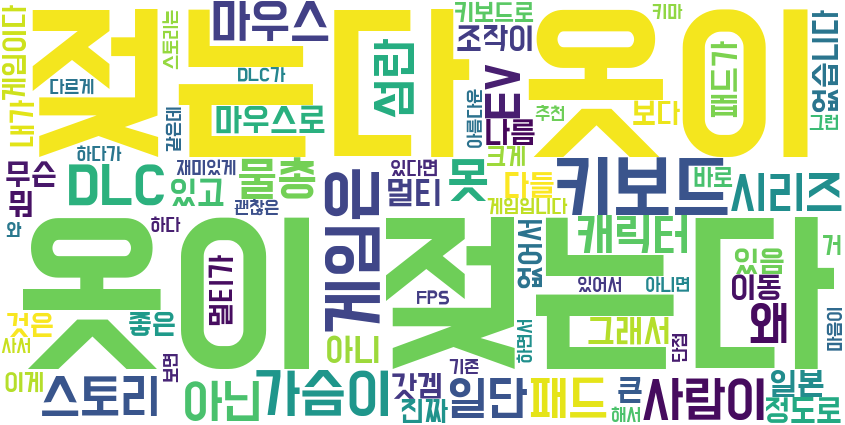 젖는다 옷이
옷이 젖는다
게임이다
스토리는
마우스
섬란
키보드로
키마
조작이
패드가
없습니다
내가
다르게
DLC가
EV
같은데
마우스로
아름다운
추천
보다
그런
다름
하다가
무슨
뭐
DLC
재미있게
있고
물총
있다면
멀티
못
크게
다들
키보드
바로
시리즈
와
하다
괜찮은
게임은
게임입니다
멀티가
FPS
없어서
캐릭터
있어서
아니면
있음
거
것은
좋은
사서
보면
아니
그래서
이동
왜
하면서
단점
마음이
이게
스토리
아닌
가슴이
갓겜
기존
진짜
일단
패드
큰
해서
사람이
일본
정도로